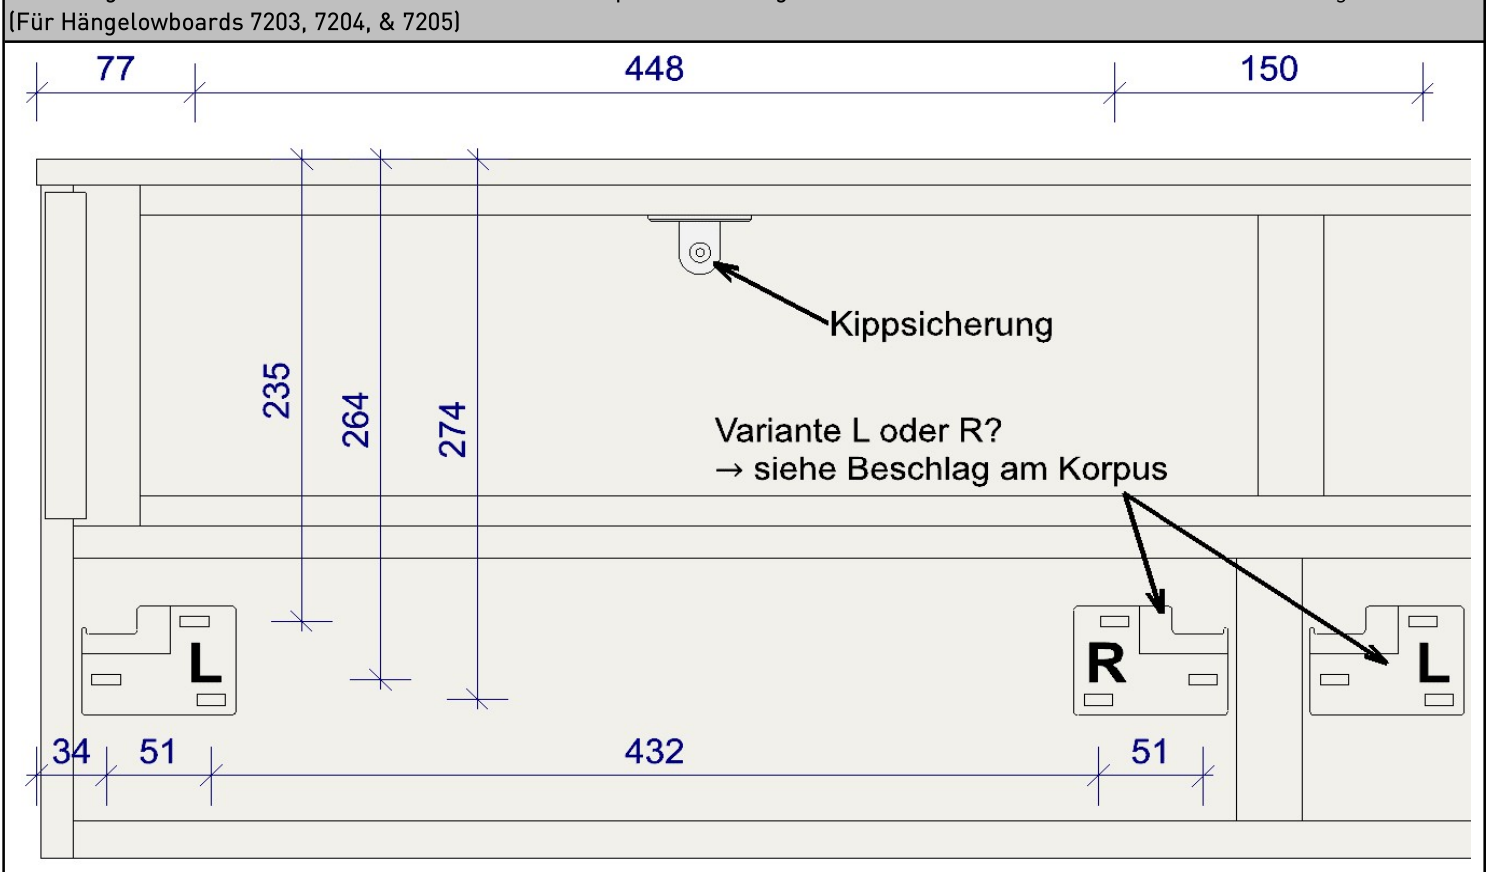 (Für Hängelowboards 7203, 7204, & 7205)
77 448 150
Kippsicherung
235
264
274
Variante L oder R?
→ siehe Beschlag am Korpus
L R L
34 51 432 51